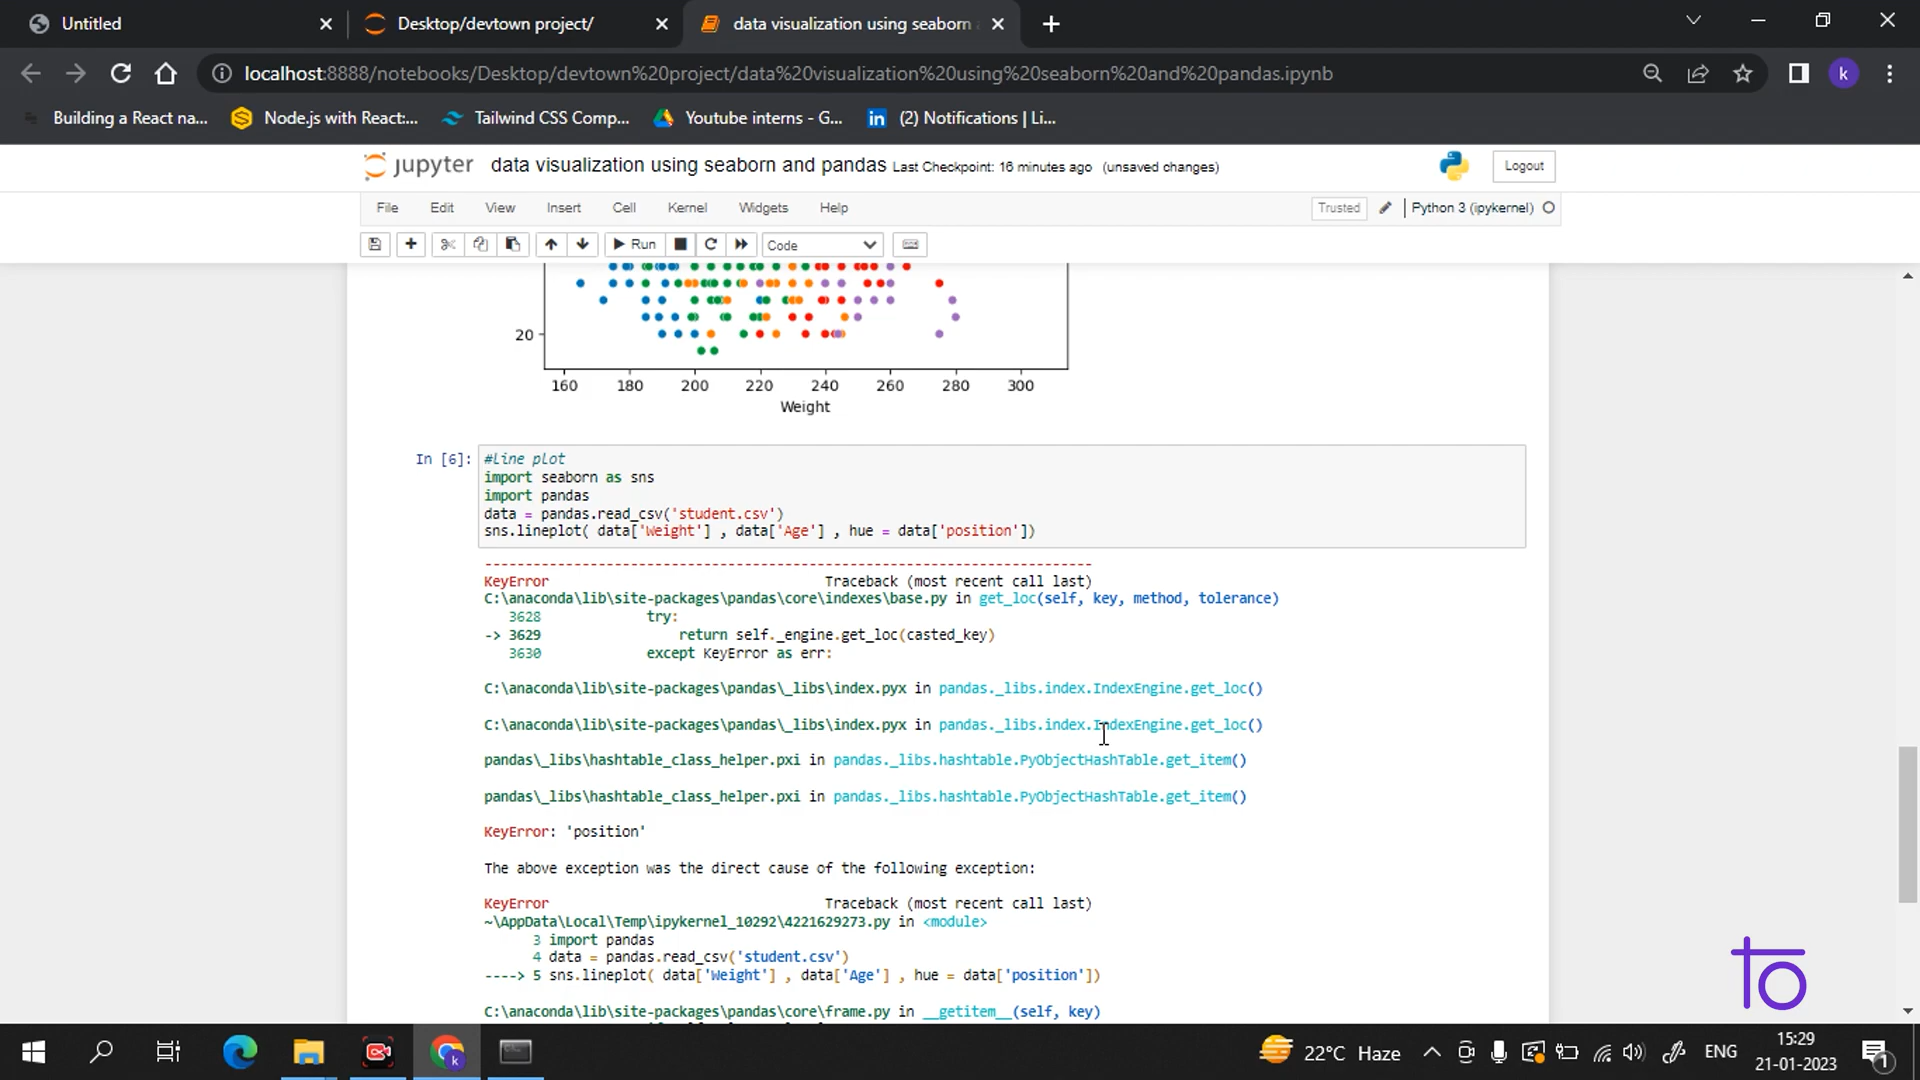 Untitled
Desktop/devtown project/
data visualization using seaborn
localhost:8888/notebooks/Desktop/devtown%20project/data%20visualization%20using%20seaborn%20and%20pandas.ipynb
k
Building a React na...
Node.js with React:...
Tailwind CSS Comp...
Youtube interns - G...
in
(2) Notifications | Li...
jupyter
data visualization using seaborn and pandas
Last Checkpoint: 16 minutes ago
(unsaved changes)
Logout
File
Edit
View
Insert
Cell
Kernel
Widgets
Help
Trusted
Python 3 (ipykernel)
Run
Code
20
160
180
200
220
240
260
280
300
Weight
In [6]:
#Line plot
import seaborn as sns
import pandas
data = pandas.read_csv('student.csv')
sns.lineplot( data['Weight'] , data['Age'] , hue = data['position'])
---------------------------------------------------------------------------
KeyError Traceback (most recent call last)
C:\anaconda\lib\site-packages\pandas\core\indexes\base.py in get_loc(self, key, method, tolerance)
3628 try:
-> 3629 return self._engine.get_loc(casted_key)
3630 except KeyError as err:
C:\anaconda\lib\site-packages\pandas\_libs\index.pyx in pandas._libs.index.IndexEngine.get_loc()
C:\anaconda\lib\site-packages\pandas\_libs\index.pyx in pandas._libs.index.IndexEngine.get_loc()
pandas\_libs\hashtable_class_helper.pxi in pandas._libs.hashtable.PyObjectHashTable.get_item()
pandas\_libs\hashtable_class_helper.pxi in pandas._libs.hashtable.PyObjectHashTable.get_item()
KeyError: 'position'
The above exception was the direct cause of the following exception:
KeyError Traceback (most recent call last)
~\AppData\Local\Temp\ipykernel_10292\4221629273.py in <module>
3 import pandas
4 data = pandas.read_csv('student.csv')
----> 5 sns.lineplot( data['Weight'] , data['Age'] , hue = data['position'])
C:\anaconda\lib\site-packages\pandas\core\frame.py in __getitem__(self, key)
k
22°C Haze
ENG
15:29
21-01-2023
1